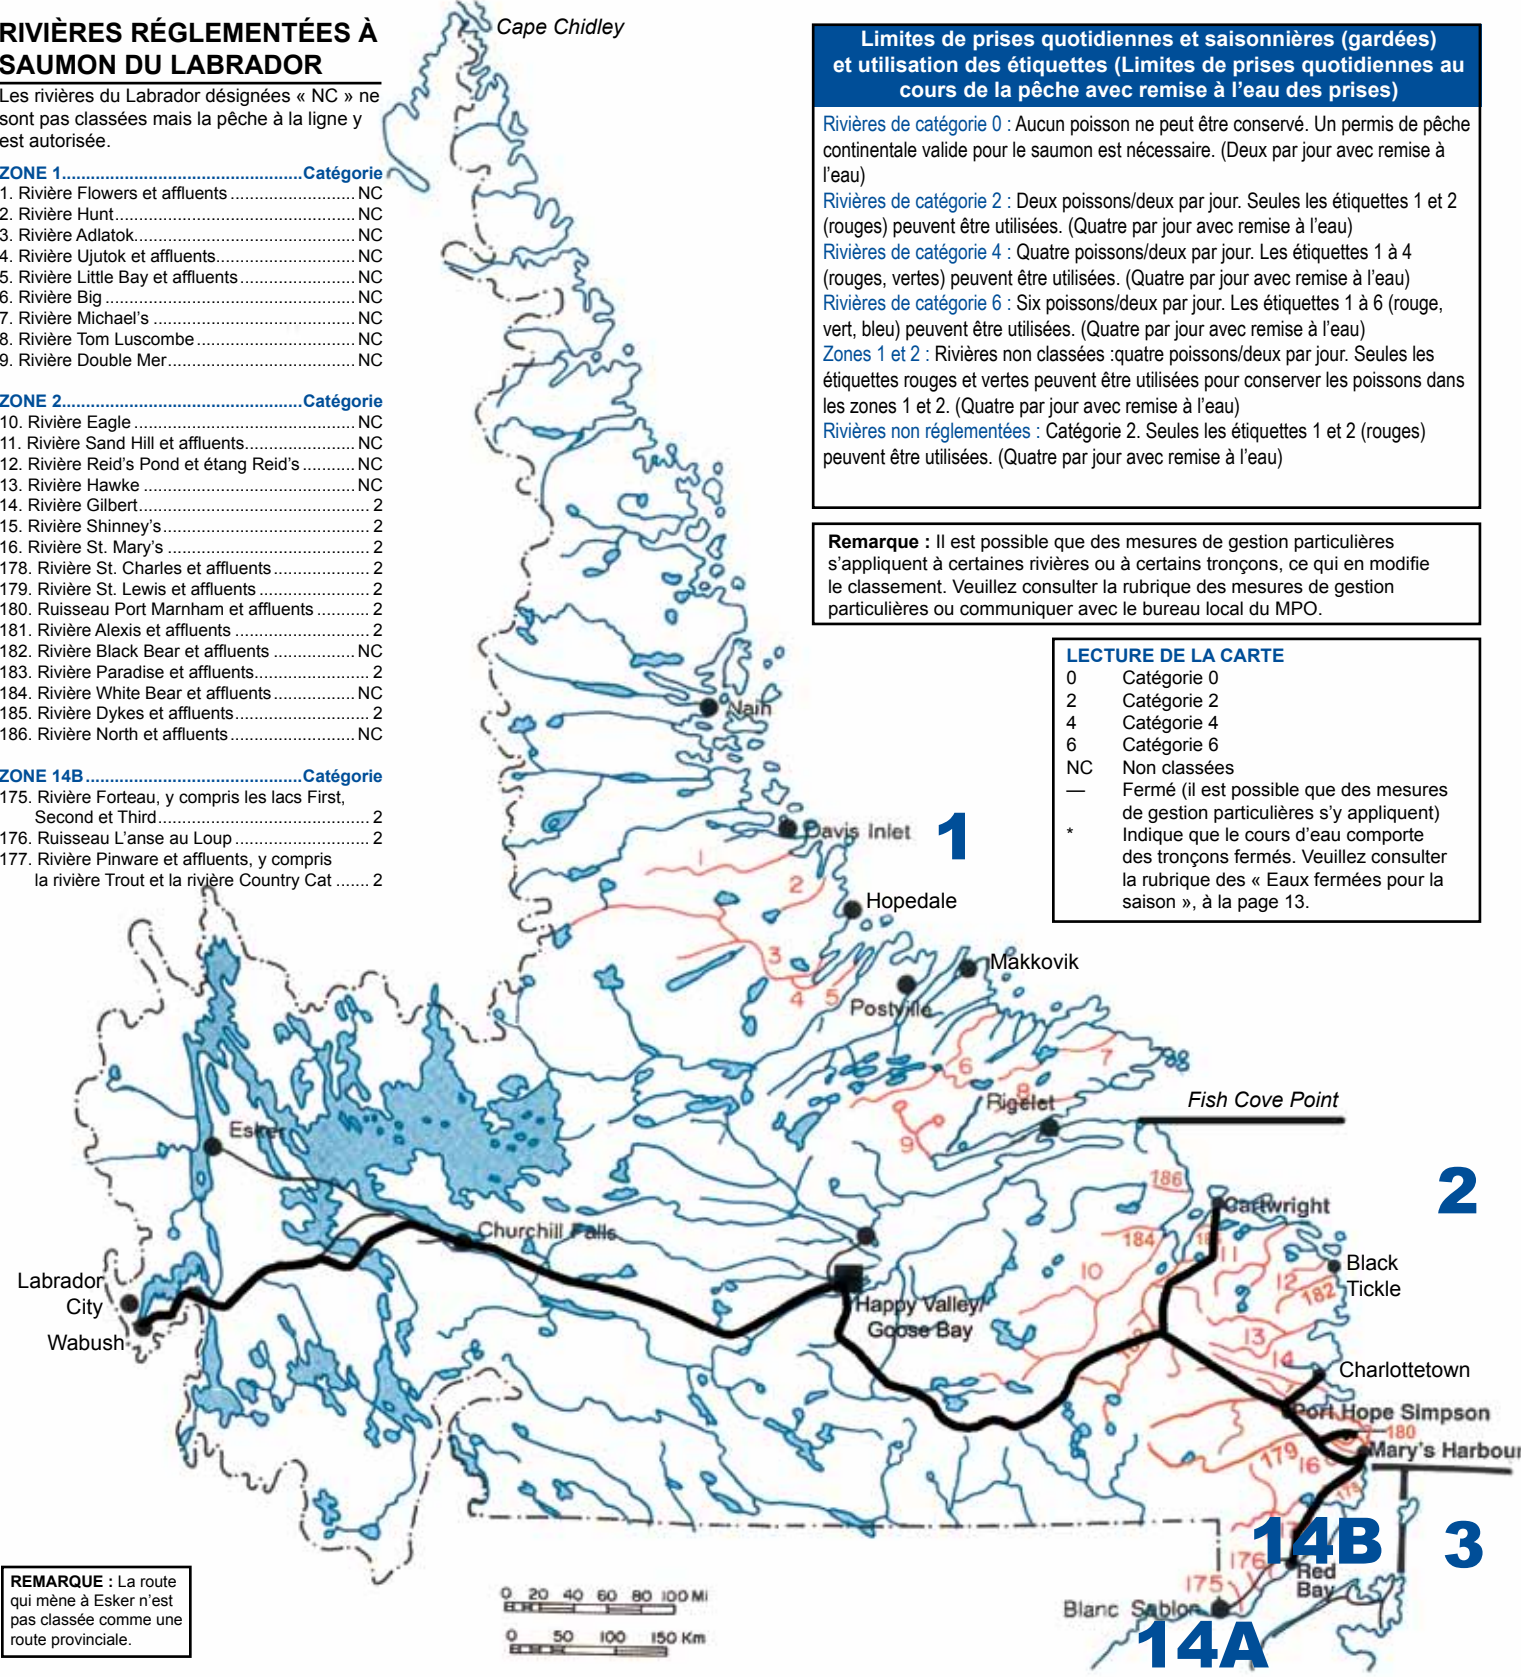 RIVIÈRES RÉGLEMENTÉES À
SAUMON DU LABRADOR
Les rivières du Labrador désignées « NC » ne
sont pas classées mais la pêche à la ligne y
est autorisée.
ZONE 1..................................................Catégorie
1. Rivière Flowers et affluents .......................... NC
2. Rivière Hunt.................................................. NC
3. Rivière Adlatok.............................................. NC
4. Rivière Ujutok et affluents............................. NC
5. Rivière Little Bay et affluents........................ NC
6. Rivière Big .................................................... NC
7. Rivière Michael's .......................................... NC
8. Rivière Tom Luscombe ................................. NC
9. Rivière Double Mer....................................... NC
ZONE 2..................................................Catégorie
10. Rivière Eagle .............................................. NC
11. Rivière Sand Hill et affluents....................... NC
12. Rivière Reid's Pond et étang Reid's ........... NC
13. Rivière Hawke ............................................ NC
14. Rivière Gilbert................................................ 2
15. Rivière Shinney's........................................... 2
16. Rivière St. Mary's .......................................... 2
178. Rivière St. Charles et affluents.................... 2
179. Rivière St. Lewis et affluents ....................... 2
180. Ruisseau Port Marnham et affluents ........... 2
181. Rivière Alexis et affluents ............................ 2
182. Rivière Black Bear et affluents ................. NC
183. Rivière Paradise et affluents........................ 2
184. Rivière White Bear et affluents ................. NC
185. Rivière Dykes et affluents............................ 2
186. Rivière North et affluents .......................... NC
ZONE 14B .............................................Catégorie
175. Rivière Forteau, y compris les lacs First,
Second et Third............................................ 2
176. Ruisseau L'anse au Loup ............................ 2
177. Rivière Pinware et affluents, y compris
la rivière Trout et la rivière Country Cat ....... 2
Cape Chidley
Limites de prises quotidiennes et saisonnières (gardées)
et utilisation des étiquettes (Limites de prises quotidiennes au
cours de la pêche avec remise à l'eau des prises)
Rivières de catégorie 0 : Aucun poisson ne peut être conservé. Un permis de pêche
continentale valide pour le saumon est nécessaire. (Deux par jour avec remise à
l'eau)
Rivières de catégorie 2 : Deux poissons/deux par jour. Seules les étiquettes 1 et 2
(rouges) peuvent être utilisées. (Quatre par jour avec remise à l'eau)
Rivières de catégorie 4 : Quatre poissons/deux par jour. Les étiquettes 1 à 4
(rouges, vertes) peuvent être utilisées. (Quatre par jour avec remise à l'eau)
Rivières de catégorie 6 : Six poissons/deux par jour. Les étiquettes 1 à 6 (rouge,
vert, bleu) peuvent être utilisées. (Quatre par jour avec remise à l'eau)
Zones 1 et 2 : Rivières non classées :quatre poissons/deux par jour. Seules les
étiquettes rouges et vertes peuvent être utilisées pour conserver les poissons dans
les zones 1 et 2. (Quatre par jour avec remise à l'eau)
Rivières non réglementées : Catégorie 2. Seules les étiquettes 1 et 2 (rouges)
peuvent être utilisées. (Quatre par jour avec remise à l'eau)
Remarque : Il est possible que des mesures de gestion particulières
s'appliquent à certaines rivières ou à certains tronçons, ce qui en modifie
le classement. Veuillez consulter la rubrique des mesures de gestion
particulières ou communiquer avec le bureau local du MPO.
LECTURE DE LA CARTE
0 Catégorie 0
2 Catégorie 2
4 Catégorie 4
6 Catégorie 6
NC Non classées
— Fermé (il est possible que des mesures
de gestion particulières s'y appliquent)
* Indique que le cours d'eau comporte
des tronçons fermés. Veuillez consulter
la rubrique des « Eaux fermées pour la
saison », à la page 13.
Nain
Davis Inlet
1
1
2
Hopedale
3
4
5
Makkovik
Postville
6
7
8
Rigelet
9
Fish Cove Point
Esker
186
2
Cartwright
Churchill Falls
184
11
10
Black
Tickle
12
182
Labrador
City
Wabush
Happy Valley/
Goose Bay
13
14
Charlottetown
Port Hope Simpson
180
Mary's Harbour
179
16
178
14B
3
176
Red
Bay
175
Blanc Sablon
14A
REMARQUE : La route
qui mène à Esker n'est
pas classée comme une
route provinciale.
0 20 40 60 80 100 Mi
0 50 100 150 Km